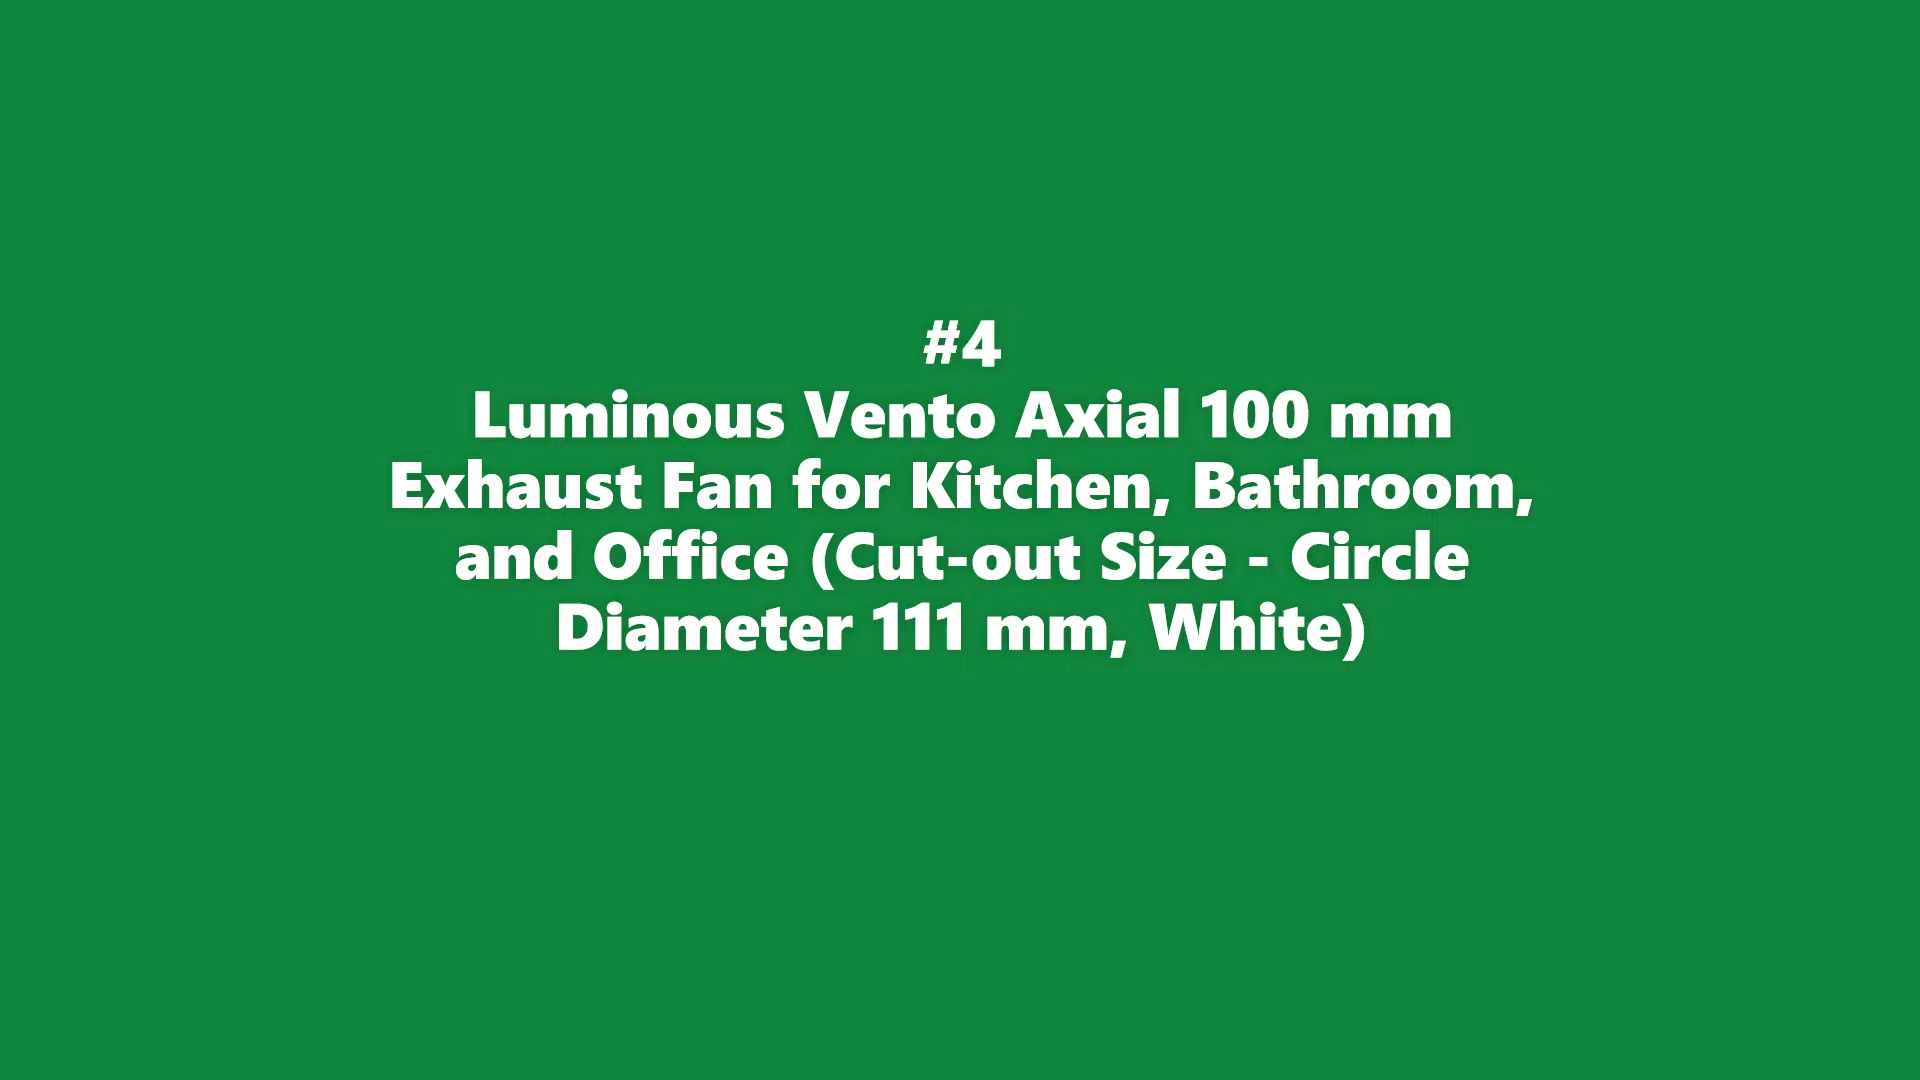 #4
Luminous Vento Axial 100 mm
Exhaust Fan for Kitchen, Bathroom,
and Office (Cut-out Size - Circle
Diameter 111 mm, White)